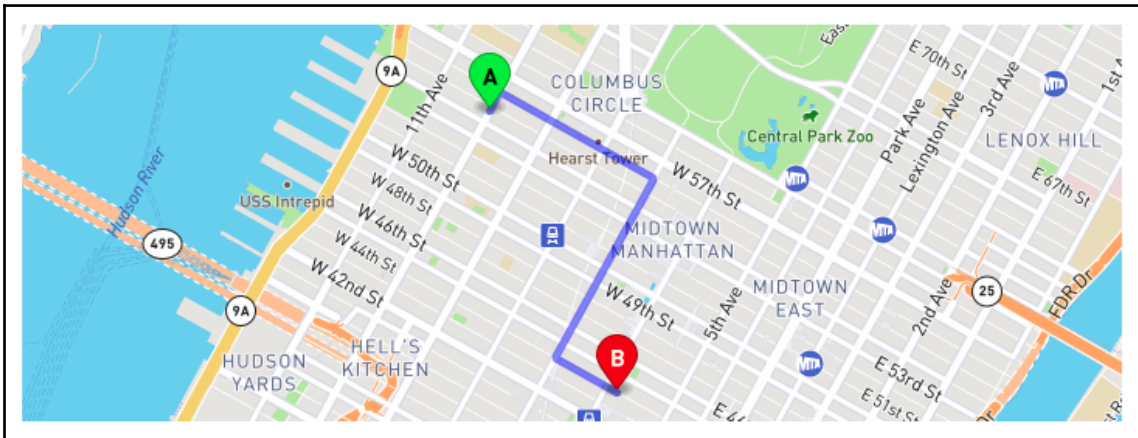 East
E 70th St
9A
A
COLUMBUS
CIRCLE
11th Ave
3rd Ave
1st A
Park Ave
Lexington Ave
Central Park Zoo
LENOX HILL
Hearst Tower
W 50th St
W 57th St
E 67th St
W 48th St
Hudson River
USS Intrepid
W 46th St
MIDTOWN
MANHATTAN
495
W 44th St
W 42nd St
W 49th St
MIDTOWN
EAST
5th Ave
2nd Ave
25
FDR Dr
9A
HELL'S
KITCHEN
HUDSON
YARDS
B
E 53rd St
E 51st St
Dr